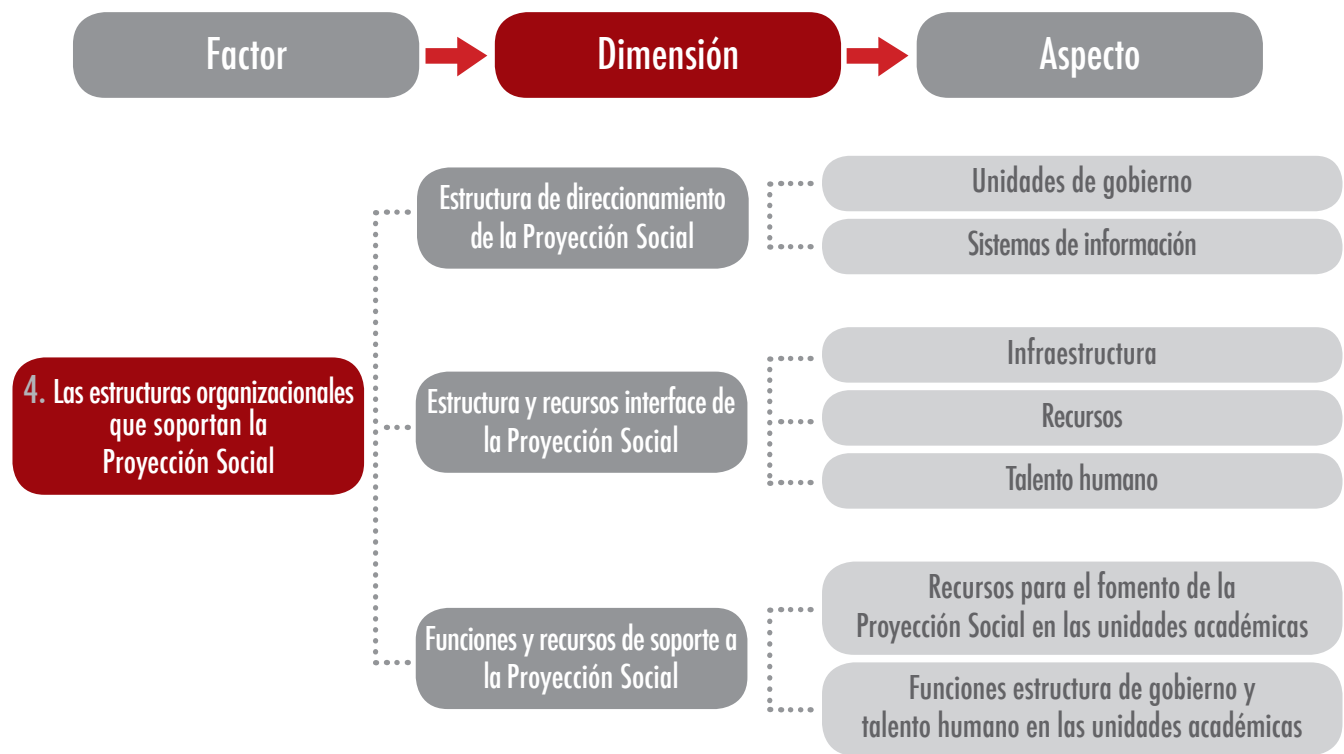 Factor
Dimensión
Aspecto
4. Las estructuras organizacionales
que soportan la
Proyección Social
Estructura de direccionamiento
de la Proyección Social
Unidades de gobierno
Sistemas de información
Estructura y recursos interface de
la Proyección Social
Infraestructura
Recursos
Talento humano
Funciones y recursos de soporte a
la Proyección Social
Recursos para el fomento de la
Proyección Social en las unidades académicas
Funciones estructura de gobierno y
talento humano en las unidades académicas